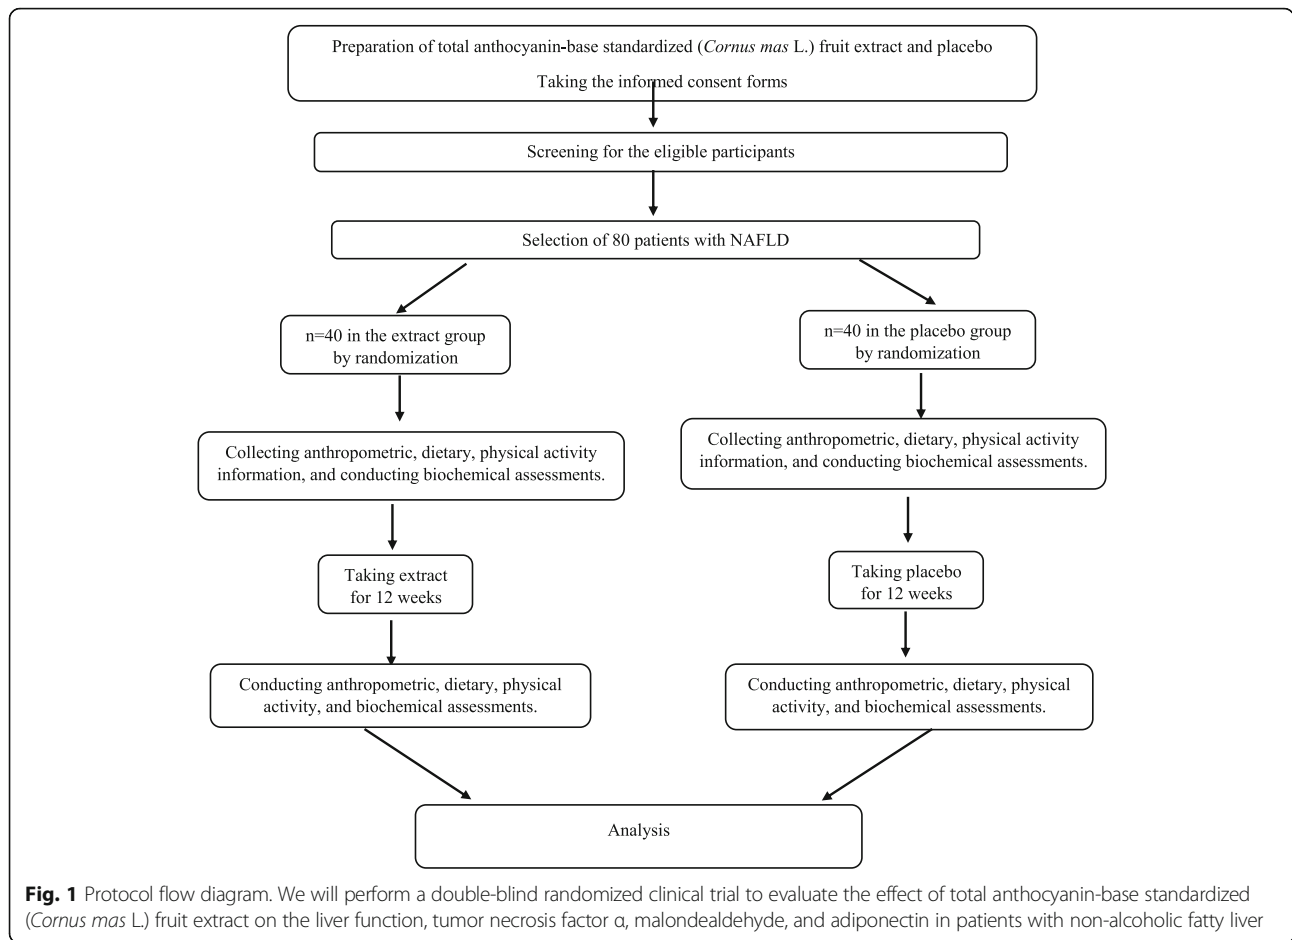 Preparation of total anthocyanin-base standardized (Cornus mas L.) fruit extract and placebo
Taking the informed consent forms
Screening for the eligible participants
Selection of 80 patients with NAFLD
n=40 in the extract group
by randomization
n=40 in the placebo group
by randomization
Collecting anthropometric, dietary, physical activity
information, and conducting biochemical assessments.
Collecting anthropometric, dietary, physical activity
information, and conducting biochemical assessments.
Taking extract
for 12 weeks
Taking placebo
for 12 weeks
Conducting anthropometric, dietary, physical
activity, and biochemical assessments.
Conducting anthropometric, dietary, physical
activity, and biochemical assessments.
Analysis
Fig. 1 Protocol flow diagram. We will perform a double-blind randomized clinical trial to evaluate the effect of total anthocyanin-base standardized
(Cornus mas L.) fruit extract on the liver function, tumor necrosis factor α, malondealdehyde, and adiponectin in patients with non-alcoholic fatty liver